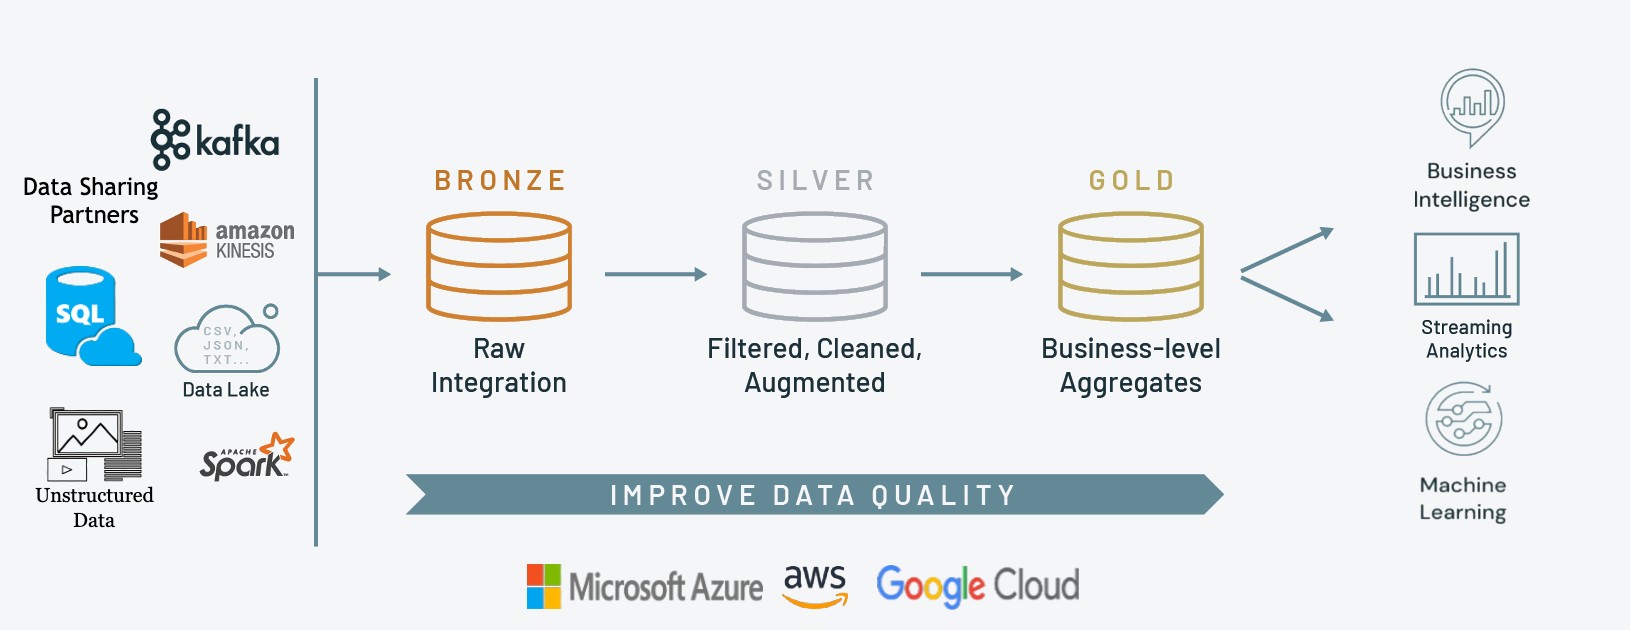 kafka
Data Sharing
Partners
amazon
KINESIS
SQL
CSV,
JSON,
TXT...
Data Lake
APACHE
Spark™
Unstructured
Data
BRONZE
Raw
Integration
SILVER
Filtered, Cleaned,
Augmented
GOLD
Business-level
Aggregates
Business
Intelligence
Streaming
Analytics
Machine
Learning
IMPROVE DATA QUALITY
Microsoft Azure
aws
Google Cloud